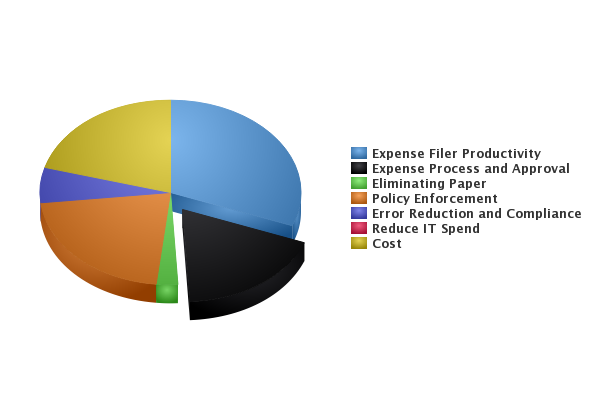 Expense Filer Productivity
Expense Process and Approval
Eliminating Paper
Policy Enforcement
Error Reduction and Compliance
Reduce IT Spend
Cost